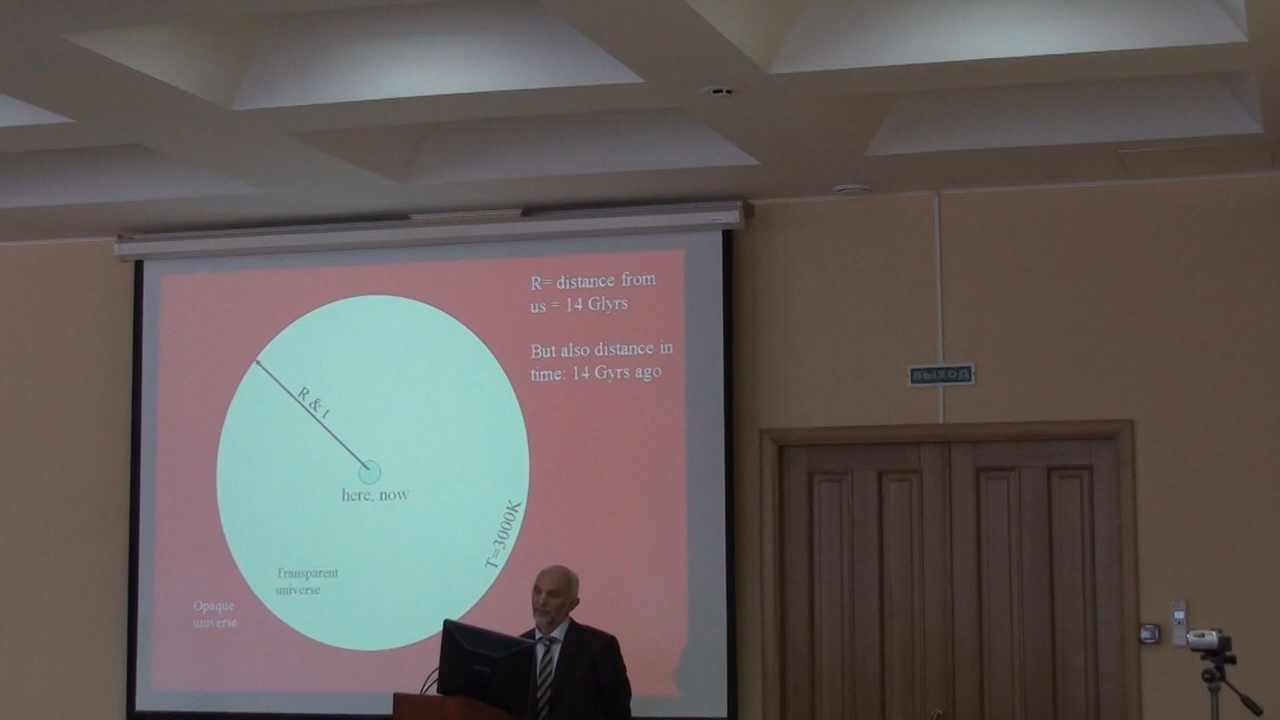 R= distance from
us = 14 Glyrs
But also distance in
time: 14 Gyrs ago
R & t
here, now
T=3000K
Transparent
universe
Opaque
universe
ВЫХОД